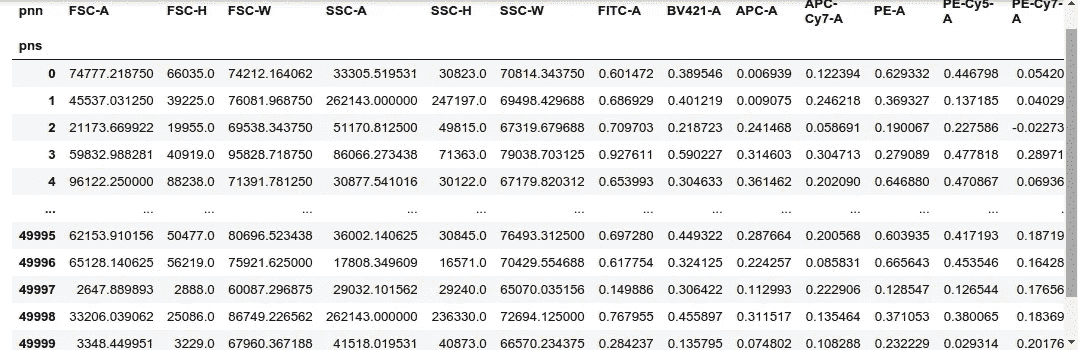 pnn FSC-A FSC-H FSC-W SSC-A SSC-H SSC-W FITC-A BV421-A APC-A APC-Cy7-A PE-A PE-Cy5-A PE-Cy7-A
pns
0 74777.218750 66035.0 74212.164062 33305.519531 30823.0 70814.343750 0.601472 0.389546 0.006939 0.122394 0.629332 0.446798 0.05420
1 45537.031250 39225.0 76081.968750 262143.000000 247197.0 69498.429688 0.686929 0.401219 0.009075 0.246218 0.369327 0.137185 0.04029
2 21173.669922 19955.0 69538.343750 51170.812500 49815.0 67319.679688 0.709703 0.218723 0.241468 0.058691 0.190067 0.227586 -0.02273
3 59832.988281 40919.0 95828.718750 86066.273438 71363.0 79038.703125 0.927611 0.590227 0.314603 0.304713 0.279089 0.477818 0.28971
4 96122.250000 88238.0 71391.781250 30877.541016 30122.0 67179.820312 0.653993 0.304633 0.361462 0.202090 0.646880 0.470867 0.06936
... ... ... ... ... ... ... ... ... ... ... ... ... .
49995 62153.910156 50477.0 80696.523438 36002.140625 30845.0 76493.312500 0.697280 0.449322 0.287664 0.200568 0.603935 0.417193 0.18719
49996 65128.140625 56219.0 75921.625000 17808.349609 16571.0 70429.554688 0.617754 0.324125 0.224257 0.085831 0.665643 0.453546 0.16428
49997 2647.889893 2888.0 60087.296875 29032.101562 29240.0 65070.035156 0.149886 0.306422 0.112993 0.222906 0.128547 0.126544 0.17656
49998 33206.039062 25086.0 86749.226562 262143.000000 236330.0 72694.125000 0.767955 0.455897 0.311517 0.135464 0.371053 0.380065 0.18369
49999 3348.449951 3229.0 67960.367188 41518.019531 40873.0 66570.234375 0.284237 0.135795 0.074802 0.108288 0.232229 0.029314 0.20176